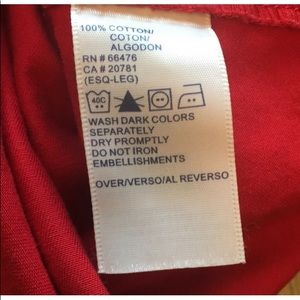 100% COTTON/
COTON/
ALGODON
RN # 66476
CA # 20781
(ESQ-LEG)
40C
WASH DARK COLORS
SEPARATELY
DRY PROMPTLY
DO NOT IRON
EMBELLISHMENTS
OVER/VERSO/AL REVERSO